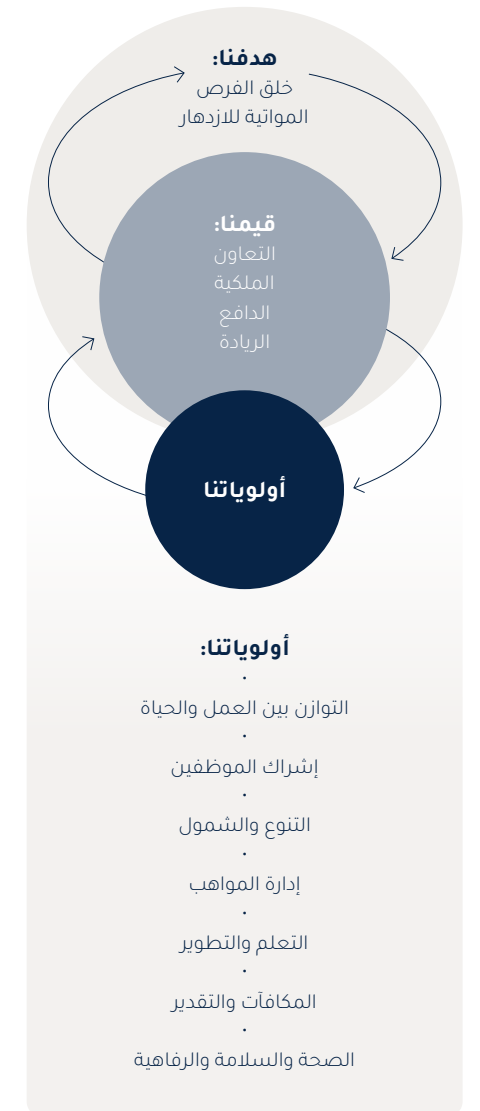 هدفنا:
خلق الفرص
المواتية للازدهار
قيمنا:
التعاون
الملكية
الدافع
الريادة
أولوياتنا
أولوياتنا:
•
التوازن بين العمل والحياة
•
إشراك الموظفين
•
التنوع والشمول
•
إدارة المواهب
•
التعلم والتطوير
•
المكافآت والتقدير
•
الصحة والسلامة والرفاهية